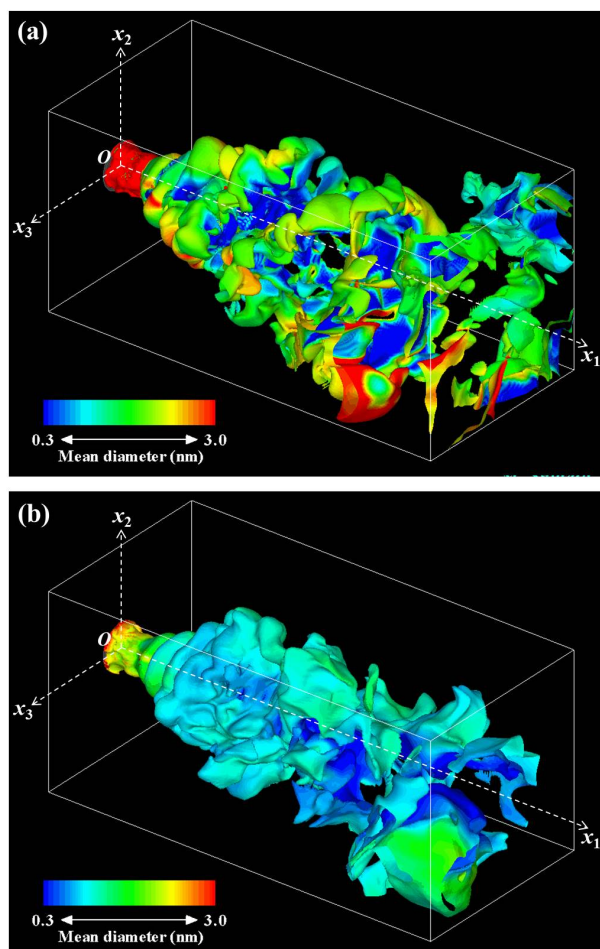 (a)
x2
O
x3
x1
0.3 3.0
Mean diameter (nm)
(b)
x2
O
x3
x1
0.3 3.0
Mean diameter (nm)